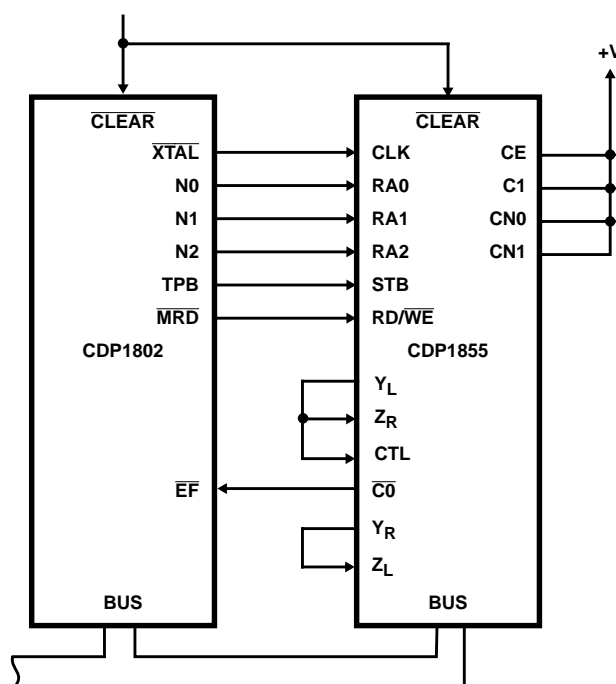 +V
CLEAR
XTAL
N0
N1
N2
TPB
MRD
CDP1802
EF
BUS
CLEAR
CLK
RA0
RA1
RA2
STB
RD/WE
CDP1855
YL
ZR
CTL
C0
YR
ZL
BUS
CE
C1
CN0
CN1